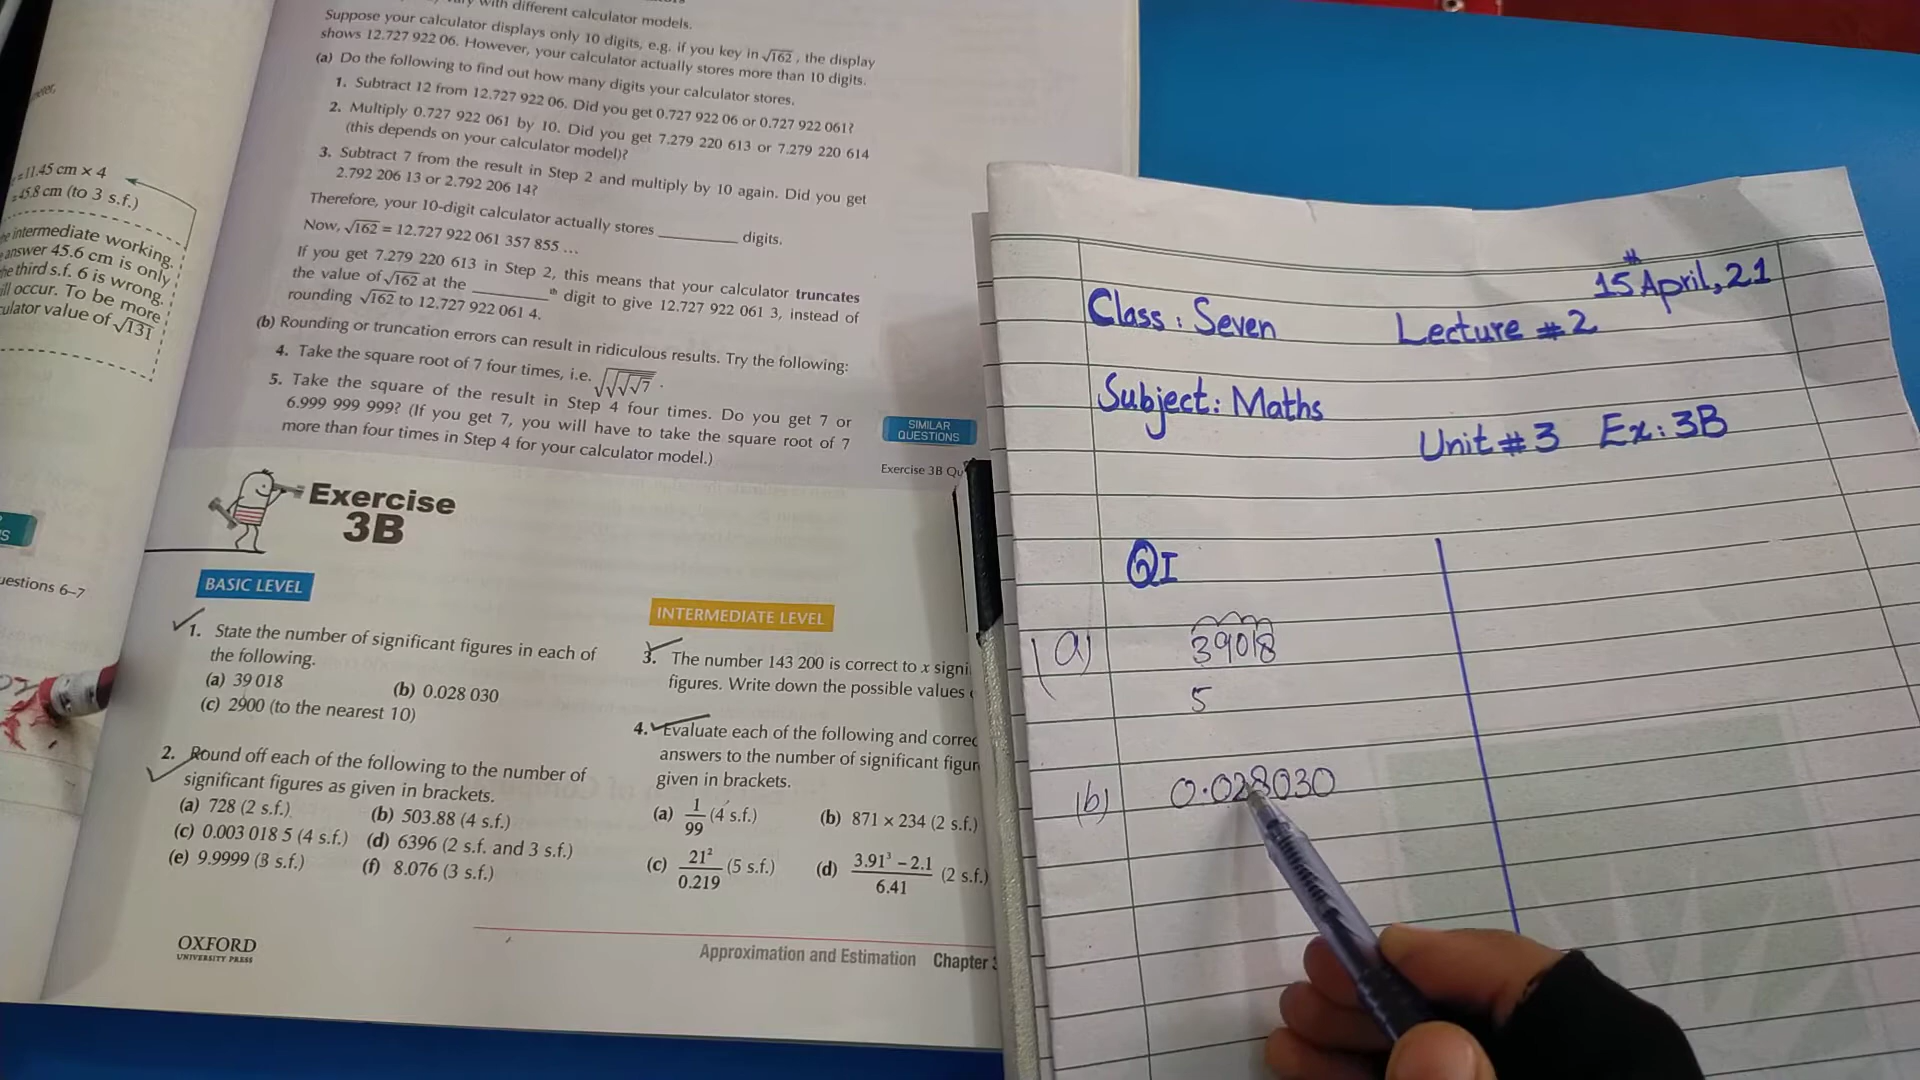 with different calculator models.
Suppose your calculator displays only 10 digits, e.g. if you key in √162, the display
shows 12.727 922 06. However, your calculator actually stores more than 10 digits.
(a) Do the following to find out how many digits your calculator stores.
1. Subtract 12 from 12.727 922 06. Did you get 0.727 922 06 or 0.727 922 061?
2. Multiply 0.727 922 061 by 10. Did you get 7.279 220 613 or 7.279 220 614
(this depends on your calculator model)?
3. Subtract 7 from the result in Step 2 and multiply by 10 again. Did you get
2.792 206 13 or 2.792 206 14?
Therefore, your 10-digit calculator actually stores ________ digits.
Now, √162 = 12.727 922 061 357 855 ...
If you get 7.279 220 613 in Step 2, this means that your calculator truncates
the value of √162 at the ________th digit to give 12.727 922 061 3, instead of
rounding √162 to 12.727 922 061 4.
(b) Rounding or truncation errors can result in ridiculous results. Try the following:
4. Take the square root of 7 four times, i.e. √√√√7 .
5. Take the square of the result in Step 4 four times. Do you get 7 or
6.999 999 999? (If you get 7, you will have to take the square root of 7
more than four times in Step 4 for your calculator model.)
SIMILAR
QUESTIONS
Exercise 3B
= 11.45 cm × 4
= 45.8 cm (to 3 s.f.)
intermediate working.
answer 45.6 cm is only
third s.f. 6 is wrong.
occur. To be more
value of √131
6–7
Exercise
3B
BASIC LEVEL
1. State the number of significant figures in each of
the following.
(a) 39 018
(b) 0.028 030
(c) 2900 (to the nearest 10)
2. Round off each of the following to the number of
significant figures as given in brackets.
(a) 728 (2 s.f.)
(b) 503.88 (4 s.f.)
(c) 0.003 018 5 (4 s.f.)
(d) 6396 (2 s.f. and 3 s.f.)
(e) 9.9999 (3 s.f.)
(f) 8.076 (3 s.f.)
INTERMEDIATE LEVEL
3. The number 143 200 is correct to x
figures. Write down the possible values
4. Evaluate each of the following and
answers to the number of significant
given in brackets.
(a) 1/99 (4 s.f.)
(b) 871 × 234 (2 s.f.)
(c) 21²/0.219 (5 s.f.)
(d) 3.91³ – 2.1/6.41 (2 s.f.)
OXFORD
UNIVERSITY PRESS
Approximation and Estimation Chapter
15th April, 21
Class: Seven Lecture # 2
Subject: Maths
Unit # 3 Ex: 3B
Q1
(a) 39018
5
(b) 0.028030